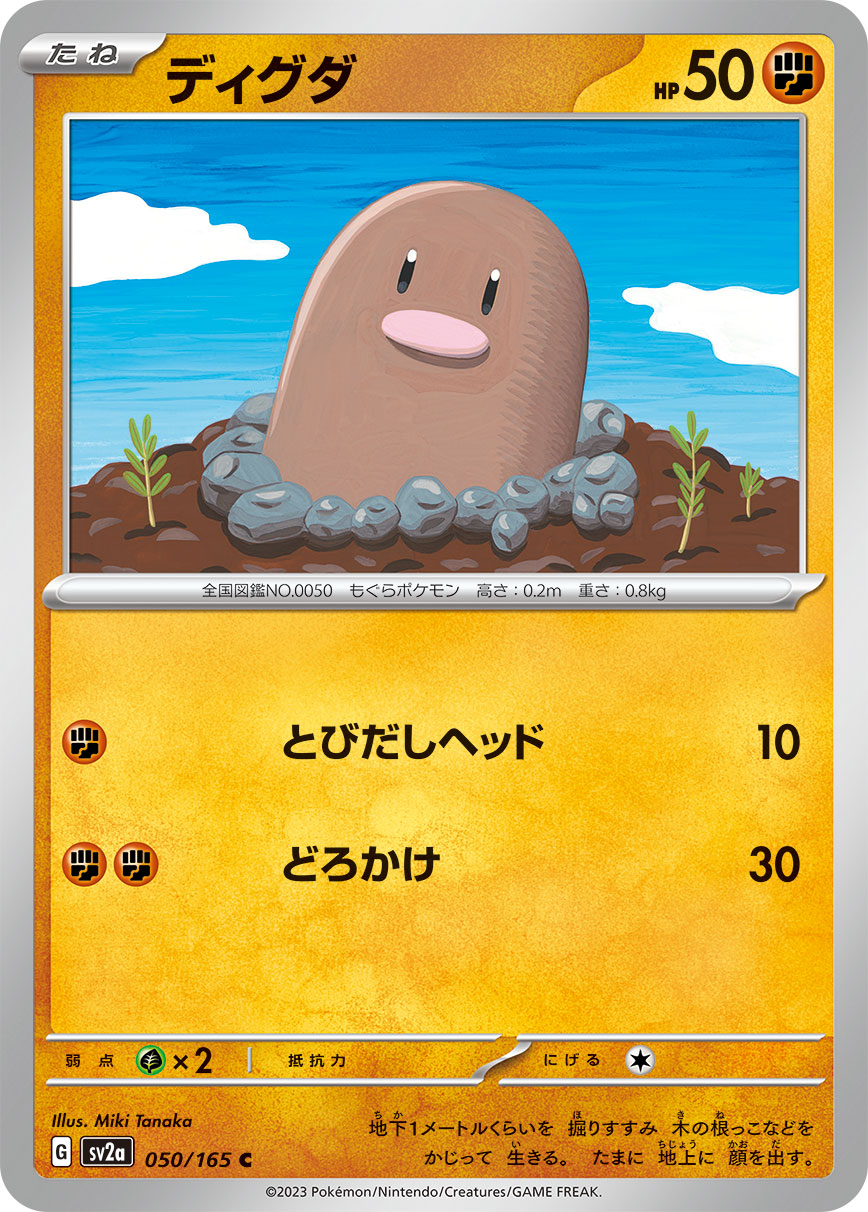 たね
ディグダ
HP50
全国図鑑NO.0050 もぐらポケモン 高さ：0.2m 重さ：0.8kg
とびだしヘッド 10
どろかけ 30
弱点 ×2 抵抗力 にげる
Illus. Miki Tanaka
地下1メートルくらいを 掘りすすみ 木の根っこなどを
かじって 生きる。 たまに 地上に 顔を出す。
G sv2a 050/165 C
©2023 Pokémon/Nintendo/Creatures/GAME FREAK.